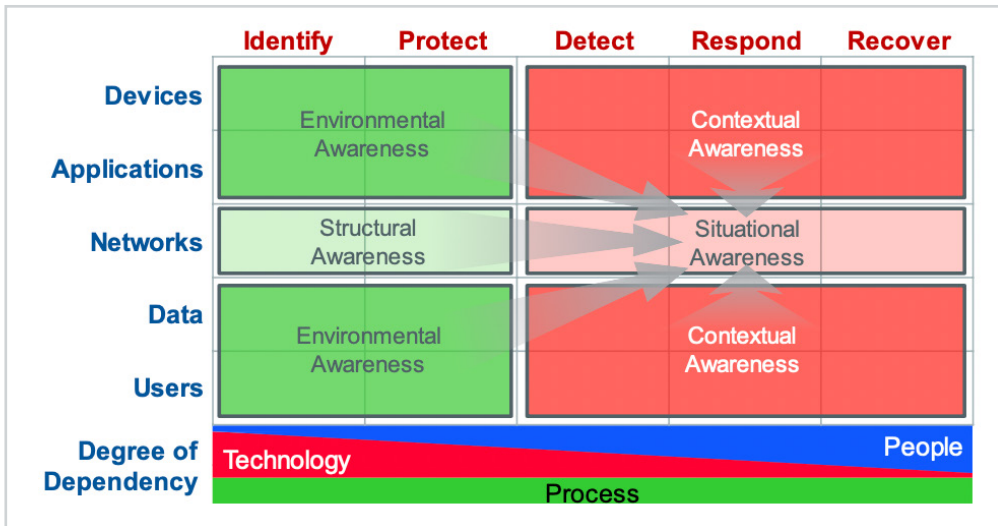 Identify Protect Detect Respond Recover
Devices
Environmental
Awareness
Contextual
Awareness
Applications
Networks
Structural
Awareness
Situational
Awareness
Data
Environmental
Awareness
Contextual
Awareness
Users
Degree of
Dependency
Technology
People
Process